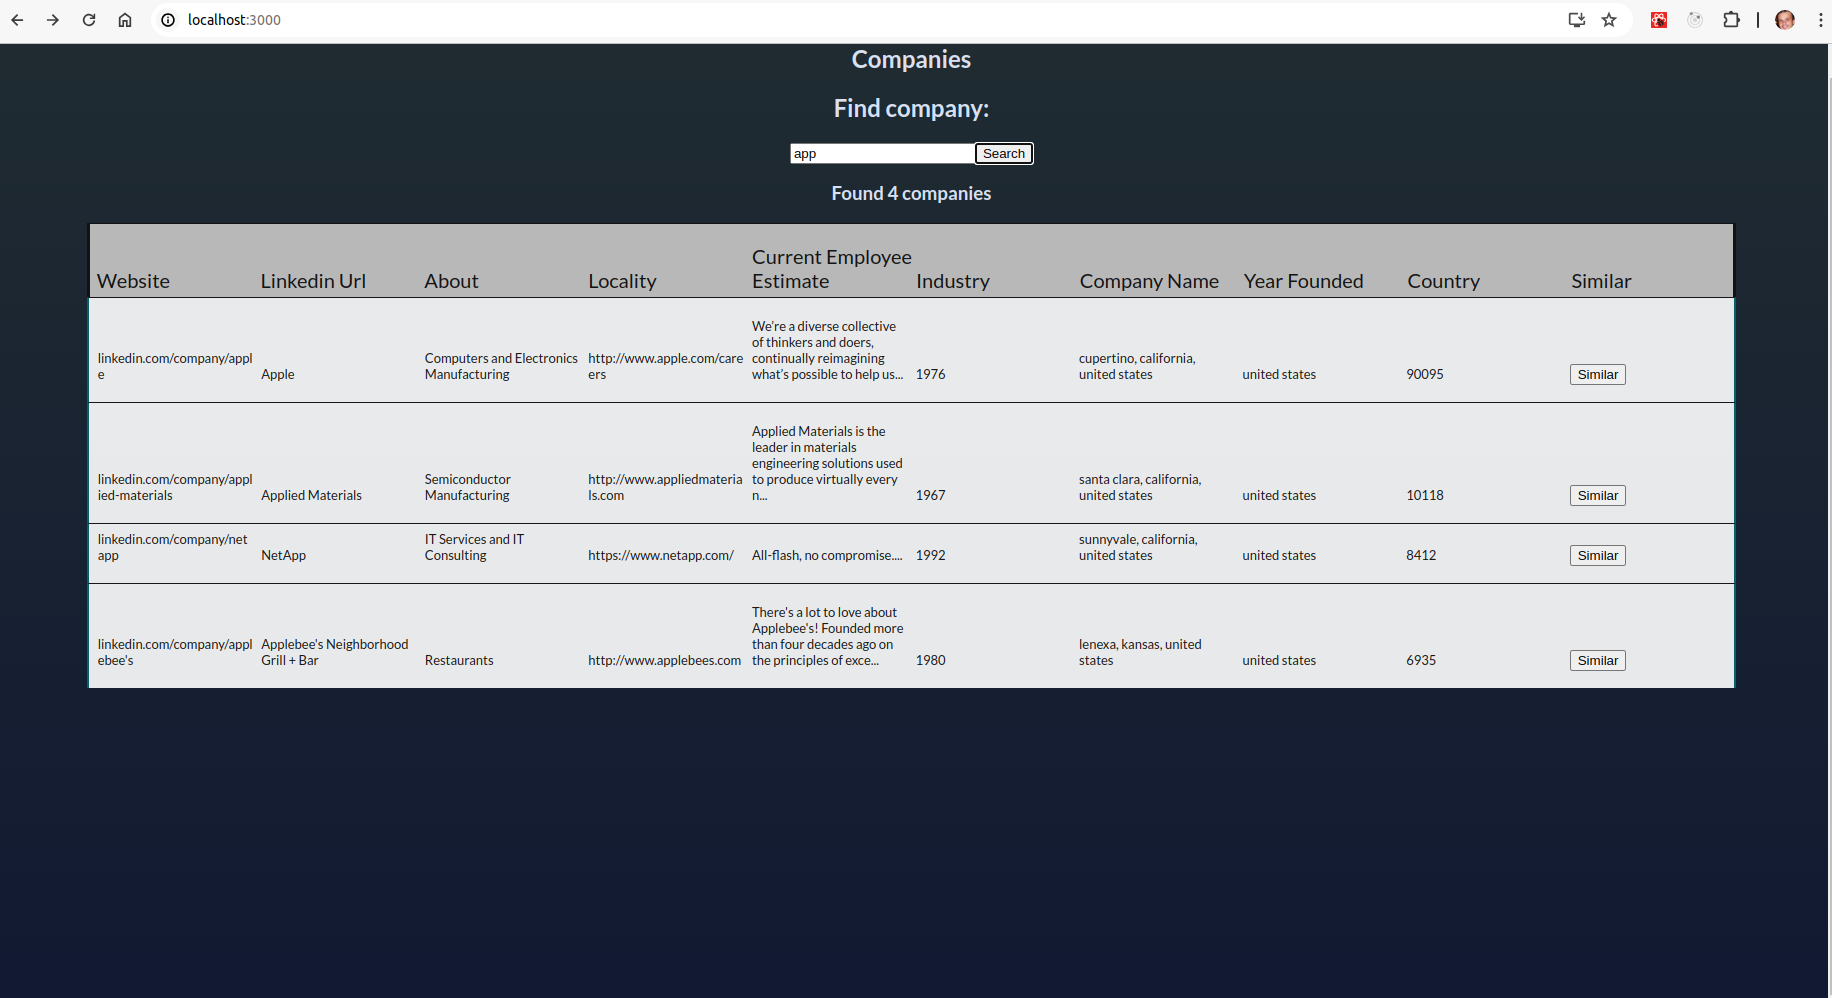 localhost:3000
Companies
Find company:
app Search
Found 4 companies
Website Linkedin Url About Locality Current Employee Estimate Industry Company Name Year Founded Country Similar
linkedin.com/company/apple Apple Computers and Electronics Manufacturing http://www.apple.com/careers We're a diverse collective of thinkers and doers, continually reimagining what's possible to help us... 1976 cupertino, california, united states united states 90095 Similar
linkedin.com/company/applied-materials Applied Materials Semiconductor Manufacturing http://www.appliedmaterials.com Applied Materials is the leader in materials engineering solutions used to produce virtually every n... 1967 santa clara, california, united states united states 10118 Similar
linkedin.com/company/netapp NetApp IT Services and IT Consulting https://www.netapp.com/ All-flash, no compromise.... 1992 sunnyvale, california, united states united states 8412 Similar
linkedin.com/company/applebee's Applebee's Neighborhood Grill + Bar Restaurants http://www.applebees.com There's a lot to love about Applebee's! Founded more than four decades ago on the principles of exce... 1980 lenexa, kansas, united states united states 6935 Similar